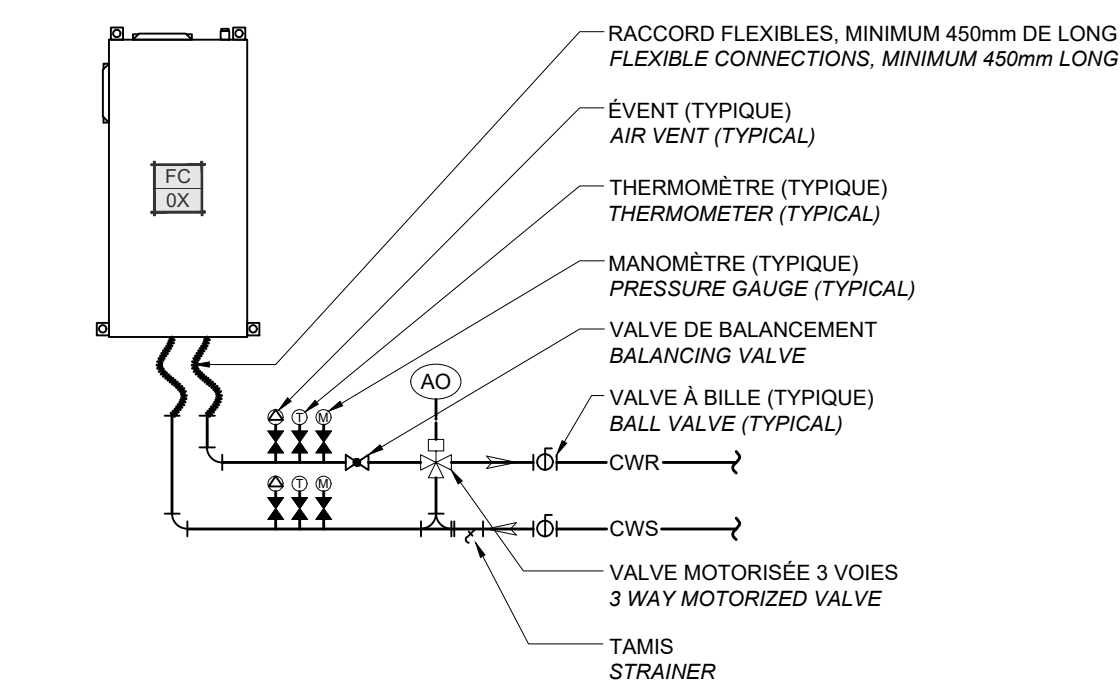 RACCORD FLEXIBLES, MINIMUM 450mm DE LONG
FLEXIBLE CONNECTIONS, MINIMUM 450mm LONG
ÉVENT (TYPIQUE)
AIR VENT (TYPICAL)
FC
0X
THERMOMÈTRE (TYPIQUE)
THERMOMETER (TYPICAL)
MANOMÈTRE (TYPIQUE)
PRESSURE GAUGE (TYPICAL)
VALVE DE BALANCEMENT
BALANCING VALVE
AO
VALVE À BILLE (TYPIQUE)
BALL VALVE (TYPICAL)
T M
CWR
T M
CWS
VALVE MOTORISÉE 3 VOIES
3 WAY MOTORIZED VALVE
TAMIS
STRAINER